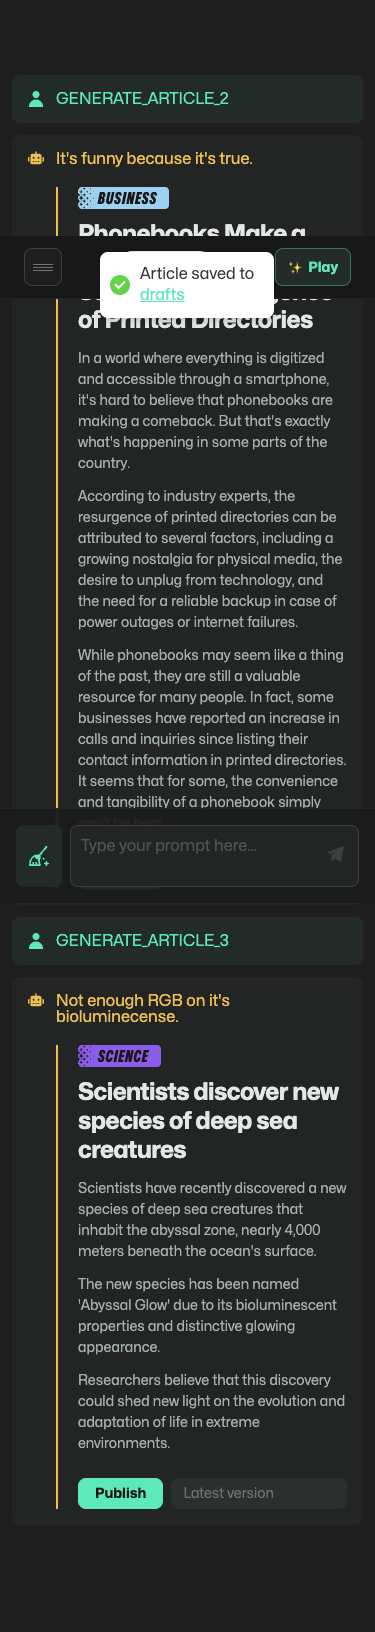 GENERATE_ARTICLE_2
It's funny because it's true.
BUSINESS
Phonebooks Make a
Play
Article saved to
drafts
of Printed Directories
In a world where everything is digitized
and accessible through a smartphone,
it's hard to believe that phonebooks are
making a comeback. But that's exactly
what's happening in some parts of the
country.
According to industry experts, the
resurgence of printed directories can be
attributed to several factors, including a
growing nostalgia for physical media, the
desire to unplug from technology, and
the need for a reliable backup in case of
power outages or internet failures.
While phonebooks may seem like a thing
of the past, they are still a valuable
resource for many people. In fact, some
businesses have reported an increase in
calls and inquiries since listing their
contact information in printed directories.
It seems that for some, the convenience
and tangibility of a phonebook simply
Type your prompt here...
GENERATE_ARTICLE_3
Not enough RGB on it's
bioluminecense.
SCIENCE
Scientists discover new
species of deep sea
creatures
Scientists have recently discovered a new
species of deep sea creatures that
inhabit the abyssal zone, nearly 4,000
meters beneath the ocean's surface.
The new species has been named
'Abyssal Glow' due to its bioluminescent
properties and distinctive glowing
appearance.
Researchers believe that this discovery
could shed new light on the evolution and
adaptation of life in extreme
environments.
Publish
Latest version